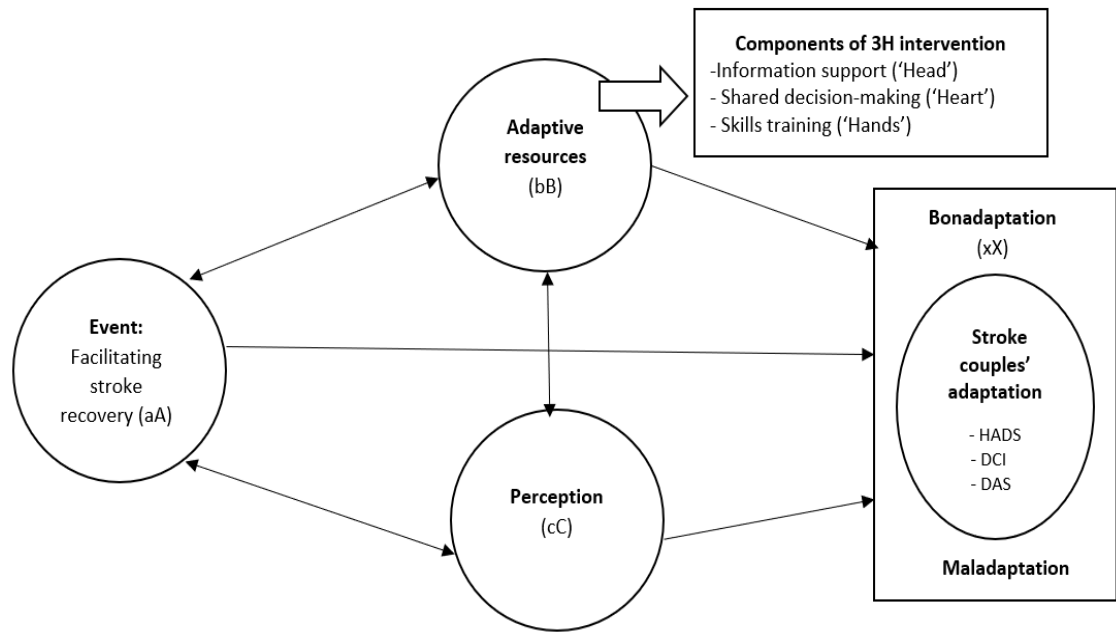 Components of 3H intervention
-Information support (‘Head’)
- Shared decision-making (‘Heart’)
- Skills training (‘Hands’)
Adaptive
resources
(bB)
Event:
Facilitating
stroke
recovery (aA)
Perception
(cC)
Bonadaptation
(xX)
Stroke
couples’
adaptation
- HADS
- DCI
- DAS
Maladaptation